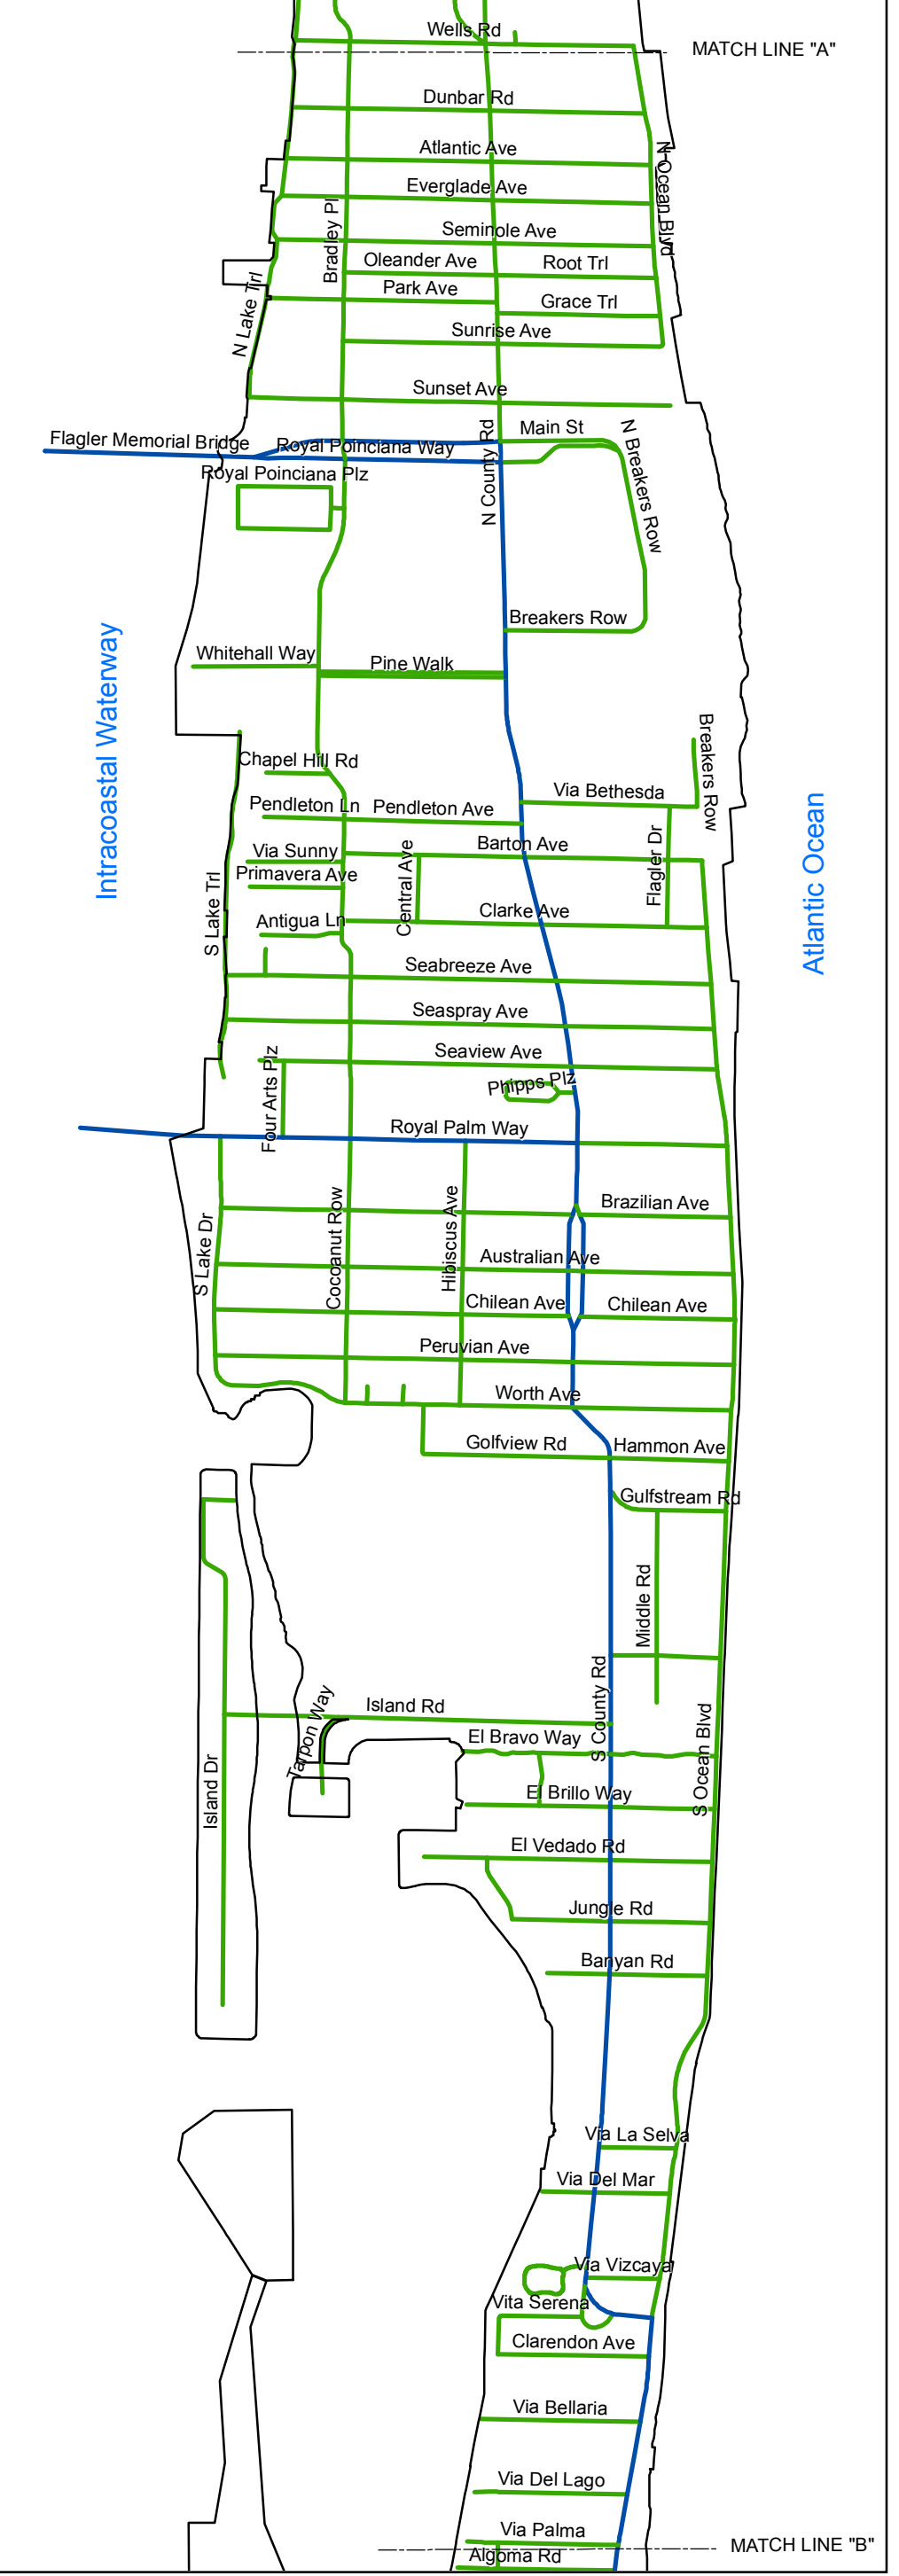 Wells Rd
MATCH LINE "A"
Dunbar Rd
Atlantic Ave
N Ocean Blvd
Everglade Ave
Bradley Pl
Seminole Ave
Oleander Ave
Root Trl
Park Ave
Grace Trl
N Lake Trl
Sunrise Ave
Sunset Ave
Main St
N Breakers Row
Flagler Memorial Bridge
Royal Poinciana Way
N County Rd
Royal Poinciana Plz
Breakers Row
Whitehall Way
Pine Walk
Intracoastal Waterway
Breakers Row
Chapel Hill Rd
Via Bethesda
Pendleton Ln
Pendleton Ave
Atlantic Ocean
Barton Ave
Via Sunny
Central Ave
Flagler Dr
Primavera Ave
S Lake Trl
Antigua Ln
Clarke Ave
Seabreeze Ave
Seaspray Ave
Seaview Ave
Four Arts Plz
Phipps Plz
Royal Palm Way
Brazilian Ave
Cocoanut Row
Hibiscus Ave
S Lake Dr
Australian Ave
Chilean Ave
Chilean Ave
Peruvian Ave
Worth Ave
Golfview Rd
Hammon Ave
Gulfstream Rd
Middle Rd
S County Rd
Tarpon Way
Island Rd
El Bravo Way
S Ocean Blvd
Island Dr
El Brillo Way
El Vedado Rd
Jungle Rd
Banyan Rd
Via La Selva
Via Del Mar
Via Vizcaya
Vita Serena
Clarendon Ave
Via Bellaria
Via Del Lago
Via Palma
MATCH LINE "B"
Algoma Rd